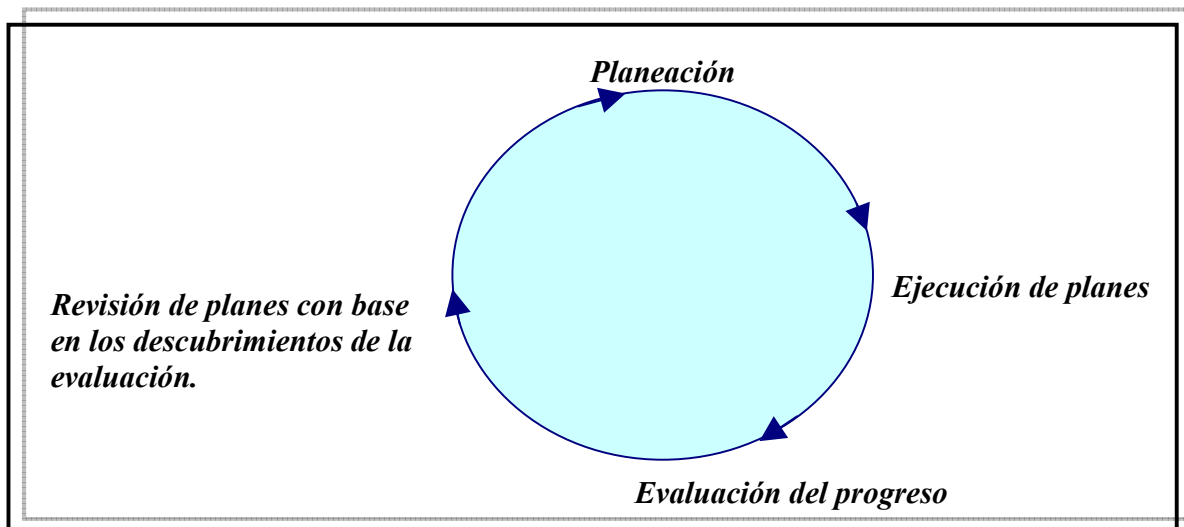 Planeación
Ejecución de planes
Revisión de planes con base
en los descubrimientos de la
evaluación.
Evaluación del progreso